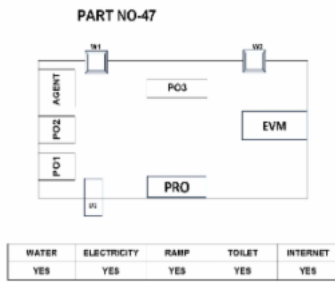 PART NO-47
W1
W2
AGENT
PO3
PO2
EVM
PO1
PRO
WATER ELECTRICITY RAMP TOILET INTERNET
YES YES YES YES YES